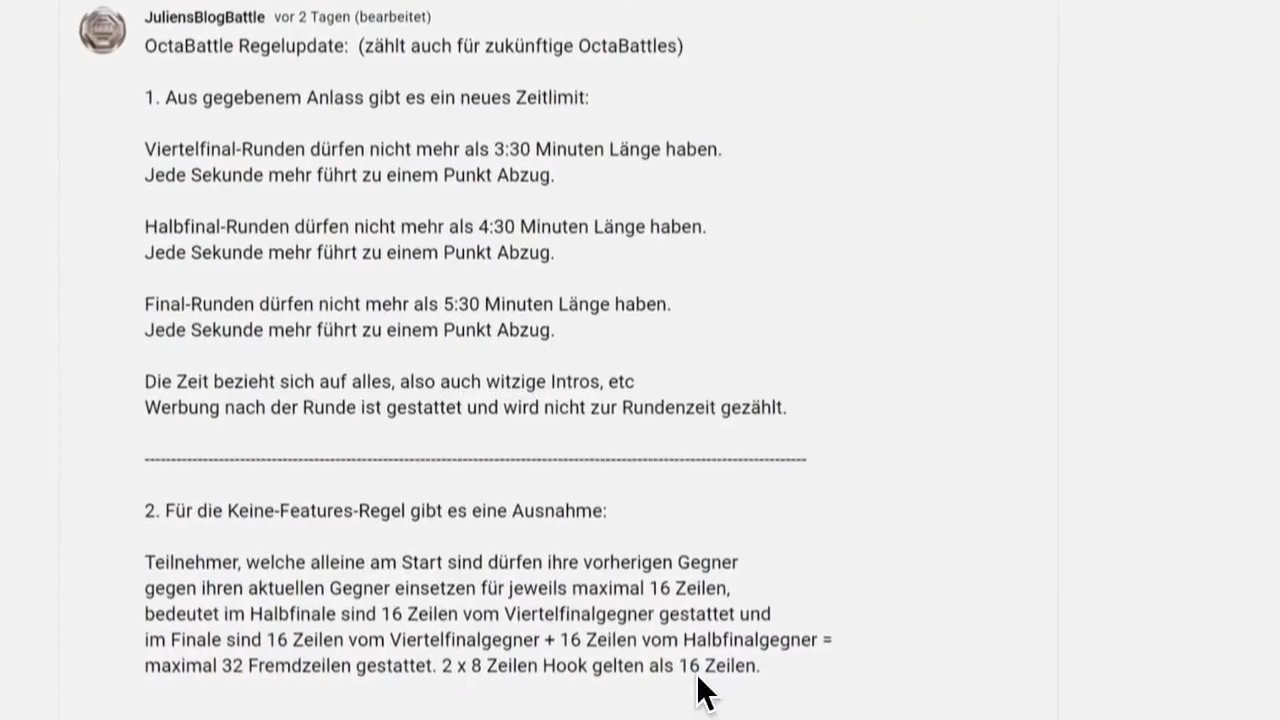 JuliensBlogBattle vor 2 Tagen (bearbeitet)
OctaBattle Regelupdate: (zählt auch für zukünftige OctaBattles)
1. Aus gegebenem Anlass gibt es ein neues Zeitlimit:
Viertelfinal-Runden dürfen nicht mehr als 3:30 Minuten Länge haben.
Jede Sekunde mehr führt zu einem Punkt Abzug.
Halbfinal-Runden dürfen nicht mehr als 4:30 Minuten Länge haben.
Jede Sekunde mehr führt zu einem Punkt Abzug.
Final-Runden dürfen nicht mehr als 5:30 Minuten Länge haben.
Jede Sekunde mehr führt zu einem Punkt Abzug.
Die Zeit bezieht sich auf alles, also auch witzige Intros, etc
Werbung nach der Runde ist gestattet und wird nicht zur Rundenzeit gezählt.
------------------------------------------------------------------------------------------------------------------------------
2. Für die Keine-Features-Regel gibt es eine Ausnahme:
Teilnehmer, welche alleine am Start sind dürfen ihre vorherigen Gegner
gegen ihren aktuellen Gegner einsetzen für jeweils maximal 16 Zeilen,
bedeutet im Halbfinale sind 16 Zeilen vom Viertelfinalgegner gestattet und
im Finale sind 16 Zeilen vom Viertelfinalgegner + 16 Zeilen vom Halbfinalgegner =
maximal 32 Fremdzeilen gestattet. 2 x 8 Zeilen Hook gelten als 16 Zeilen.